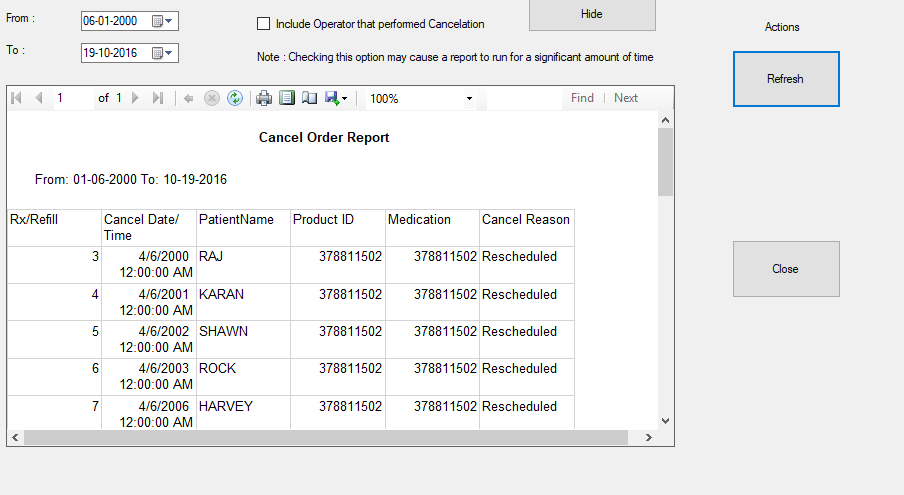 From :
06-01-2000
Include Operator that performed Cancelation
Hide
Actions
To :
19-10-2016
Note : Checking this option may cause a report to run for a significant amount of time
Refresh
1 of 1 100% Find | Next
Cancel Order Report
From: 01-06-2000 To: 10-19-2016
Rx/Refill Cancel Date/ PatientName Product ID Medication Cancel Reason
Time
3 4/6/2000 RAJ 378811502 378811502 Rescheduled
12:00:00 AM
4 4/6/2001 KARAN 378811502 378811502 Rescheduled
12:00:00 AM
5 4/6/2002 SHAWN 378811502 378811502 Rescheduled
12:00:00 AM
6 4/6/2003 ROCK 378811502 378811502 Rescheduled
12:00:00 AM
7 4/6/2006 HARVEY 378811502 378811502 Rescheduled
12:00:00 AM
Close